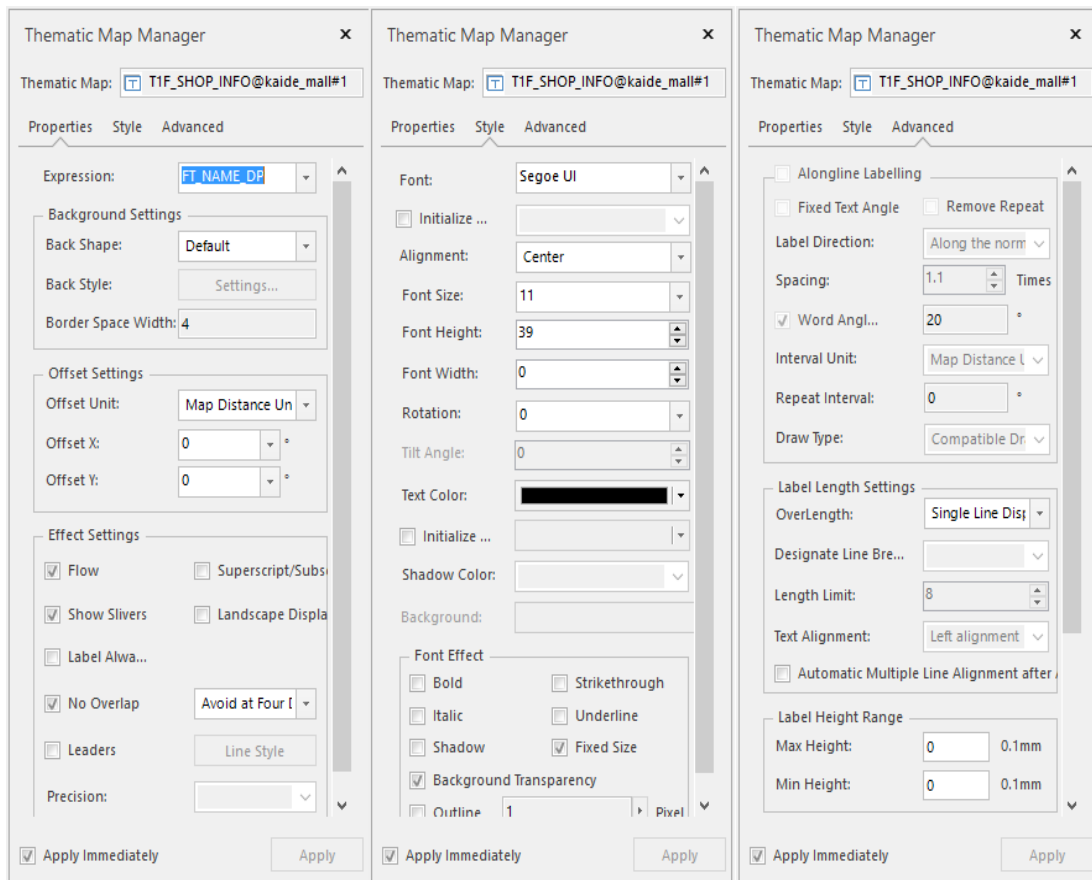 Thematic Map Manager x
Thematic Map: T1F_SHOP_INFO@kaide_mall#1
Properties Style Advanced
Expression: FT_NAME_DP
Background Settings
Back Shape: Default
Back Style: Settings...
Border Space Width: 4
Offset Settings
Offset Unit: Map Distance Un
Offset X: 0 °
Offset Y: 0 °
Effect Settings
Flow Superscript/Subs
Show Slivers Landscape Displa
Label Alwa...
No Overlap Avoid at Four D
Leaders Line Style
Precision:
Apply Immediately Apply
Thematic Map Manager x
Thematic Map: T1F_SHOP_INFO@kaide_mall#1
Properties Style Advanced
Font: Segoe UI
Initialize ...
Alignment: Center
Font Size: 11
Font Height: 39
Font Width: 0
Rotation: 0
Tilt Angle: 0
Text Color:
Initialize ...
Shadow Color:
Background:
Font Effect
Bold Strikethrough
Italic Underline
Shadow Fixed Size
Background Transparency
Outline 1 Pixel
Apply Immediately Apply
Thematic Map Manager x
Thematic Map: T1F_SHOP_INFO@kaide_mall#1
Properties Style Advanced
Alongline Labelling
Fixed Text Angle Remove Repeat
Label Direction: Along the norm
Spacing: 1.1 Times
Word Angl... 20 °
Interval Unit: Map Distance U
Repeat Interval: 0 °
Draw Type: Compatible Dra
Label Length Settings
OverLength: Single Line Disp
Designate Line Bre...
Length Limit: 8
Text Alignment: Left alignment
Automatic Multiple Line Alignment after
Label Height Range
Max Height: 0 0.1mm
Min Height: 0 0.1mm
Apply Immediately Apply